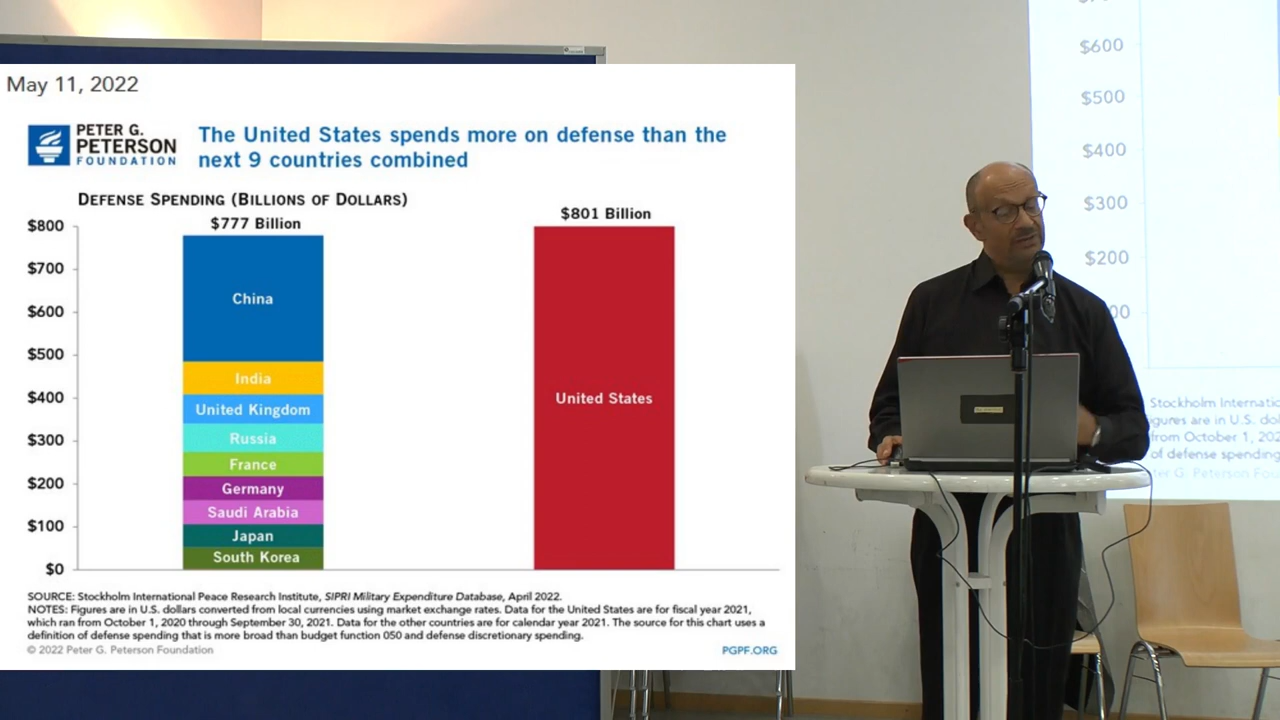 May 11, 2022
PETER G.
PETERSON
FOUNDATION
The United States spends more on defense than the
next 9 countries combined
DEFENSE SPENDING (BILLIONS OF DOLLARS)
$777 Billion
$801 Billion
$800
$700
$600
$500
$400
$300
$200
$100
$0
China
India
United Kingdom
Russia
France
Germany
Saudi Arabia
Japan
South Korea
United States
SOURCE: Stockholm International Peace Research Institute, SIPRI Military Expenditure Database, April 2022.
NOTES: Figures are in U.S. dollars converted from local currencies using market exchange rates. Data for the United States are for fiscal year 2021,
which ran from October 1, 2020 through September 30, 2021. Data for the other countries are for calendar year 2021. The source for this chart uses a
definition of defense spending that is more broad than budget function 050 and defense discretionary spending.
© 2022 Peter G. Peterson Foundation
PGPF.ORG
$600
$500
$400
$300
$200
00
Stockholm Internatio
igures are in U.S. dol
from October 1, 202
of defense spending
ter G. Peterson Fou